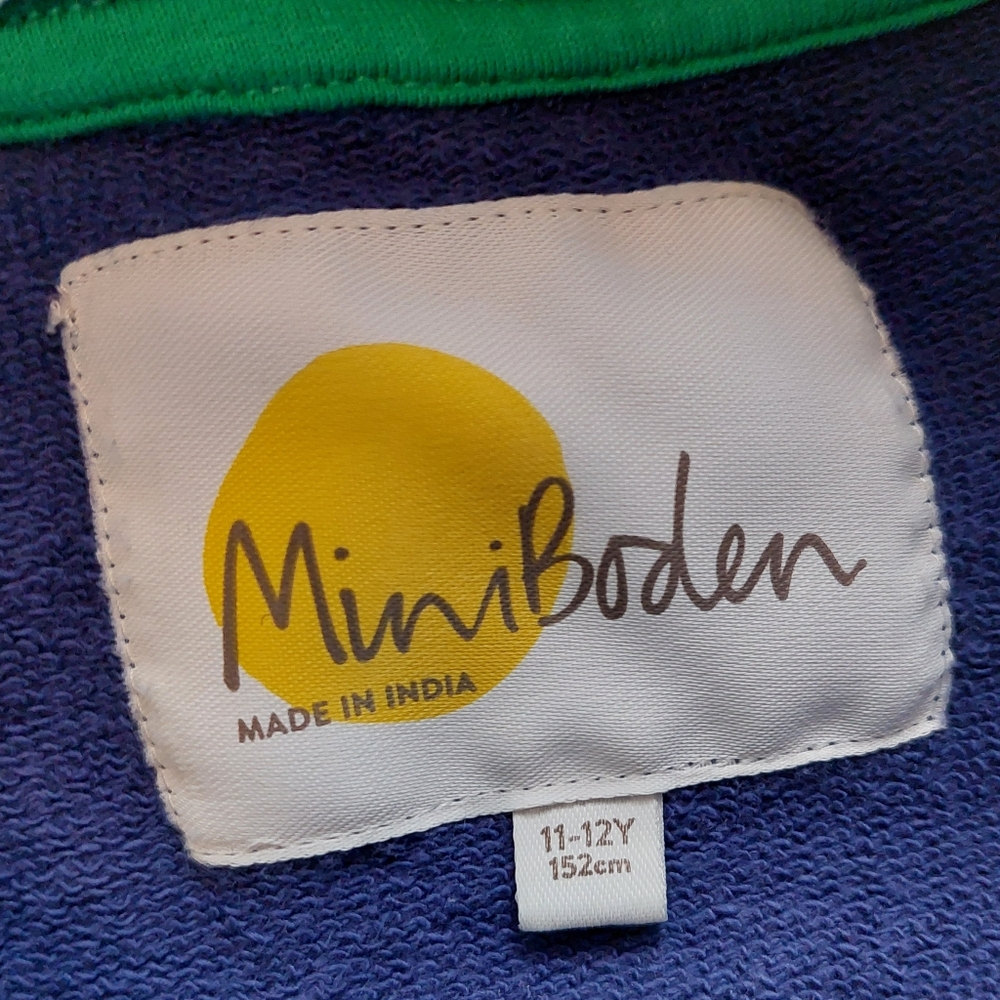 MiniBoden
MADE IN INDIA
11-12Y
152cm